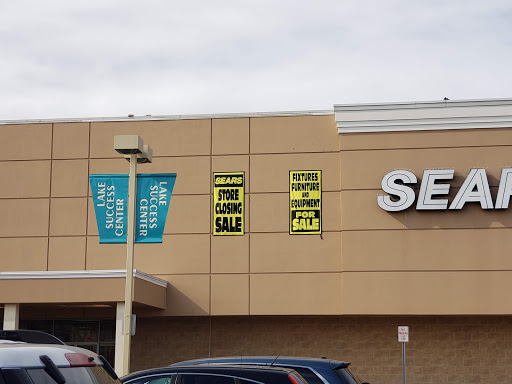 LAKE
SUCCESS
CENTER
LAKE
SUCCESS
CENTER
SEARS
STORE
CLOSING
SALE
FIXTURES
FURNITURE
AND
EQUIPMENT
FOR
SALE
SEAR